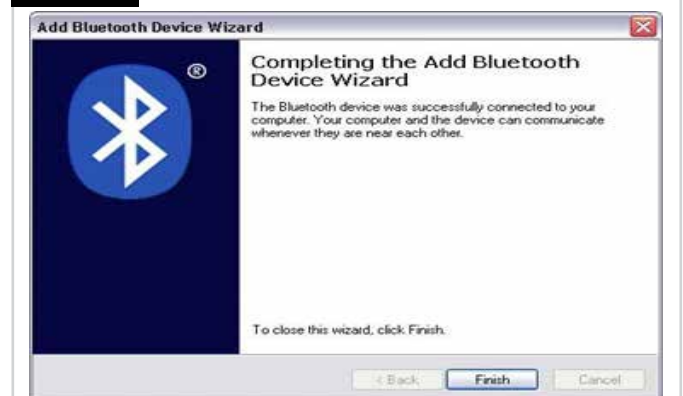 Add Bluetooth Device Wizard
®
Completing the Add Bluetooth
Device Wizard
The Bluetooth device was successfully connected to your
computer. Your computer and the device can communicate
whenever they are near each other.
To close this wizard, click Finish.
< Back
Finish
Cancel